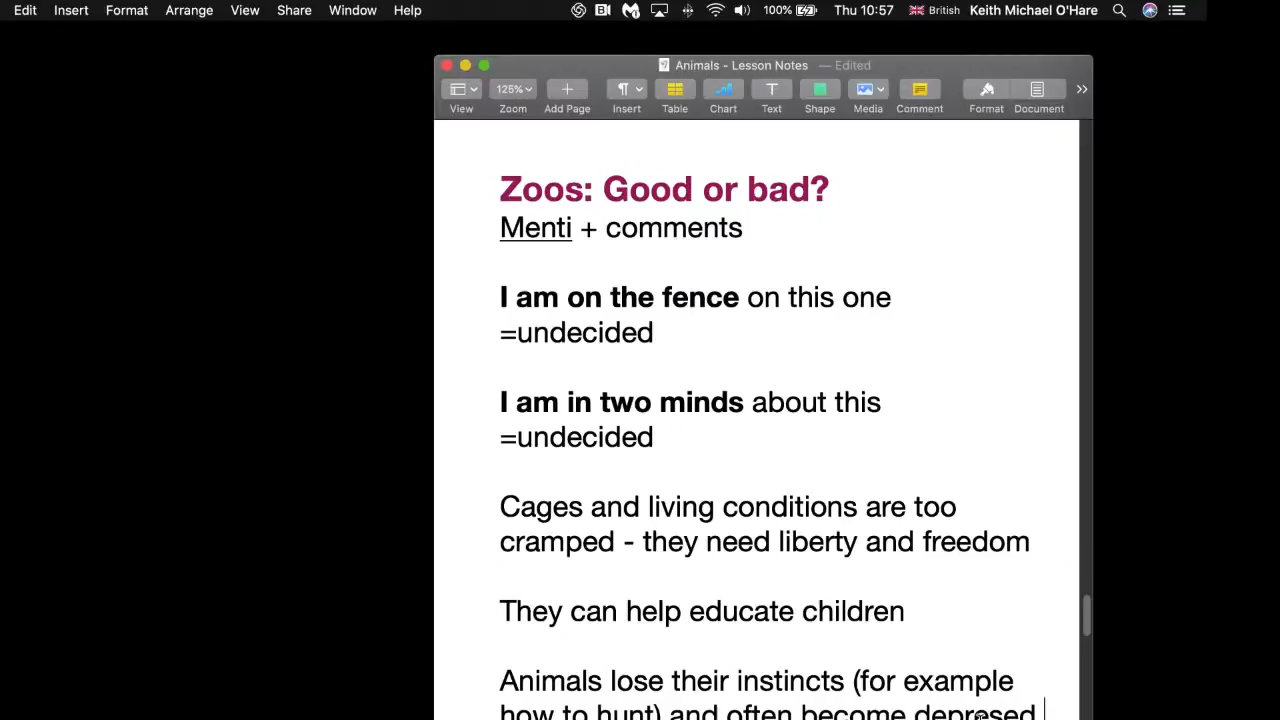 Edit Insert Format Arrange View Share Window Help 100% Thu 10:57 British Keith Michael O'Hare
Animals - Lesson Notes — Edited
125%
View Zoom Add Page Insert Table Chart Text Shape Media Comment Format Document
Zoos: Good or bad?
Menti + comments
I am on the fence on this one
=undecided
I am in two minds about this
=undecided
Cages and living conditions are too
cramped - they need liberty and freedom
They can help educate children
Animals lose their instincts (for example
how to hunt) and often become depresed